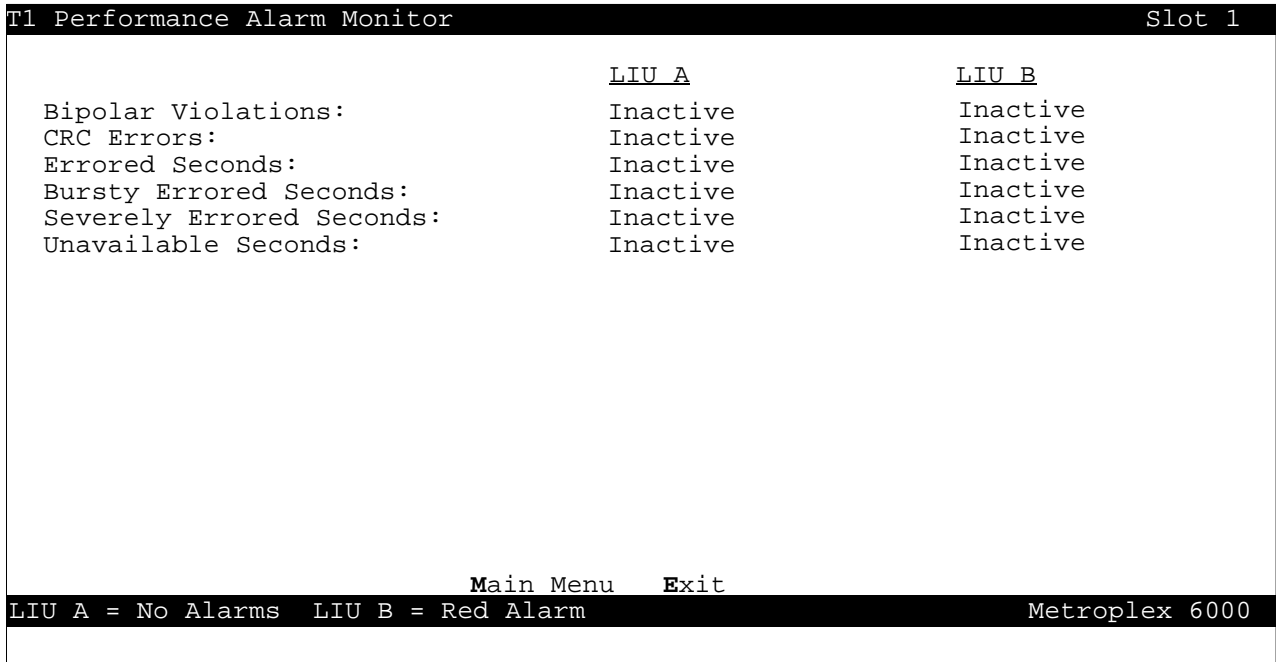 T1 Performance Alarm Monitor Slot 1
LIU A LIU B
Bipolar Violations: Inactive Inactive
CRC Errors: Inactive Inactive
Errored Seconds: Inactive Inactive
Bursty Errored Seconds: Inactive Inactive
Severely Errored Seconds: Inactive Inactive
Unavailable Seconds: Inactive Inactive
Main Menu Exit
LIU A = No Alarms LIU B = Red Alarm Metroplex 6000